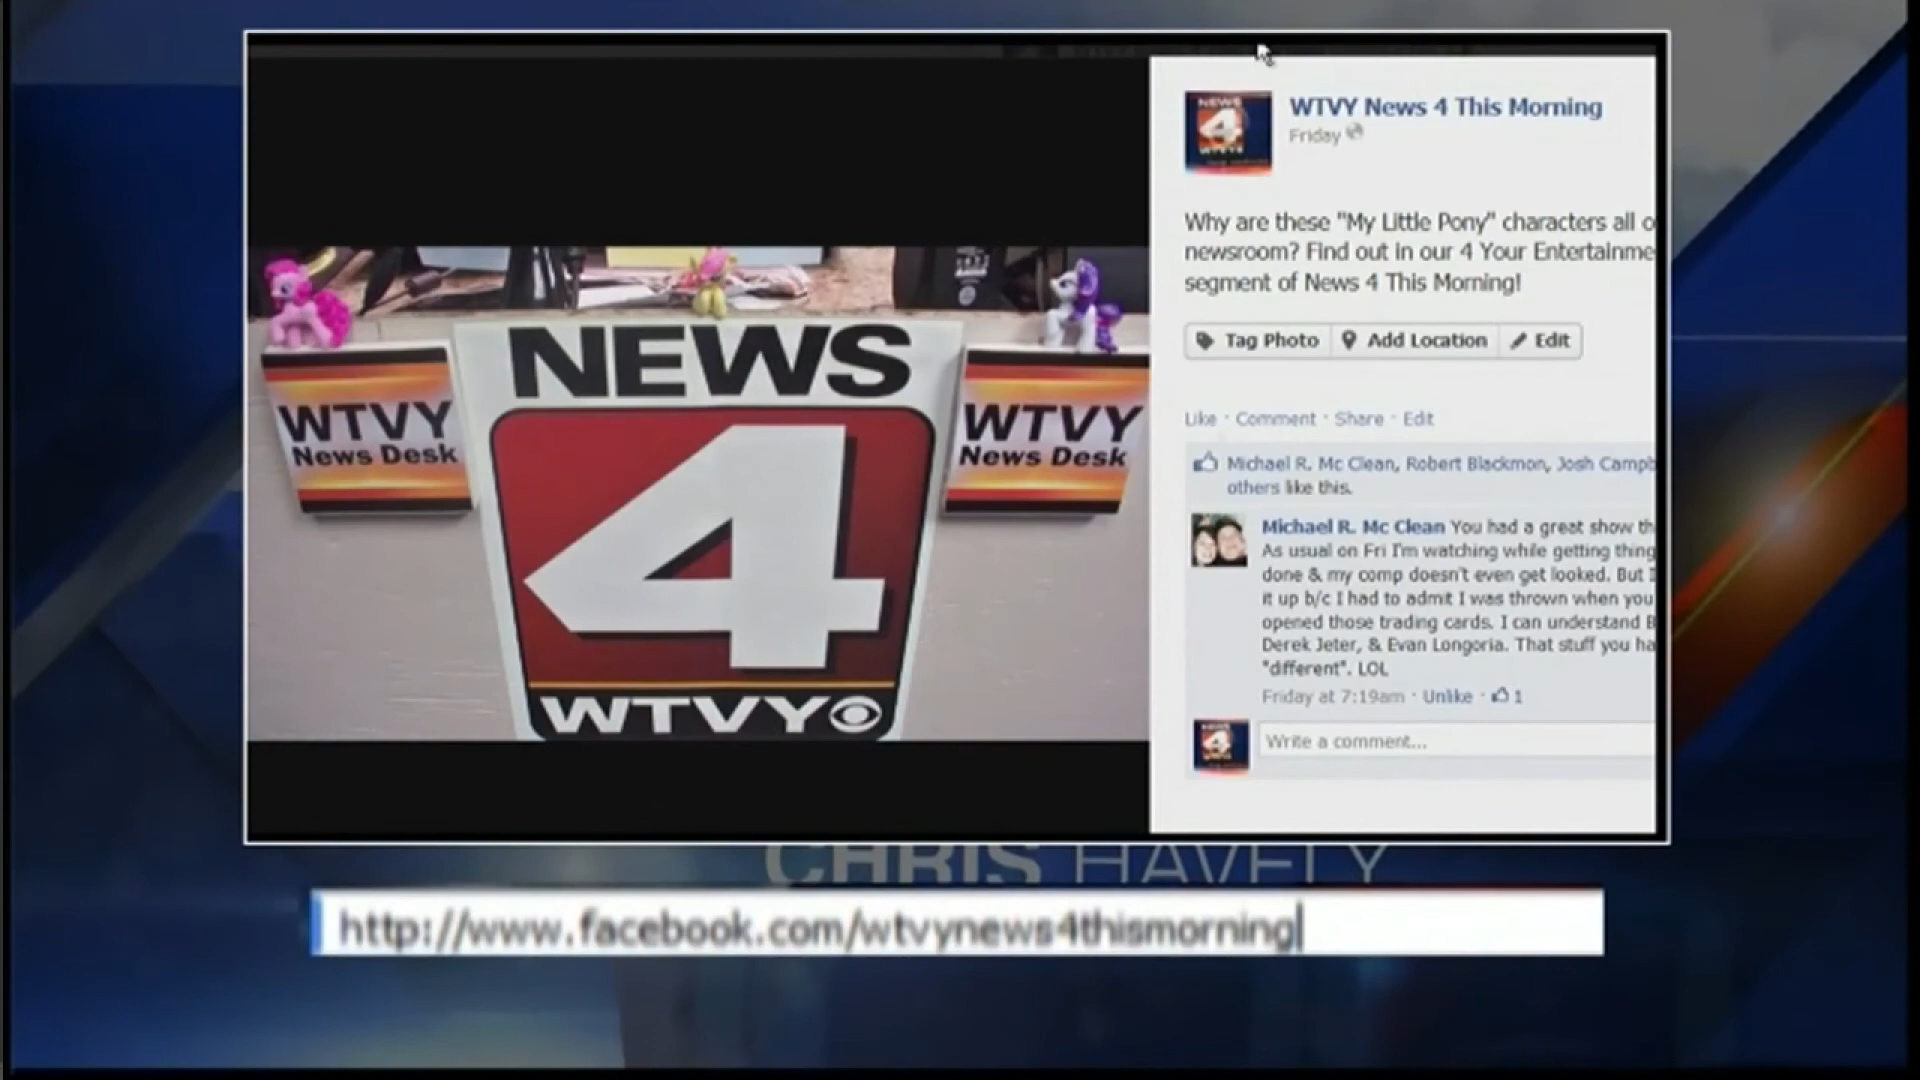 WTVY News 4 This Morning
Friday
Why are these "My Little Pony" characters all o
newsroom? Find out in our 4 Your Entertainme
segment of News 4 This Morning!
Tag Photo Add Location Edit
Like · Comment · Share · Edit
Michael R. Mc Clean, Robert Blackmon, Josh Campb
others like this.
Michael R. Mc Clean You had a great show th
As usual on Fri I'm watching while getting thing
done & my comp doesn't even get looked. But I
it up b/c I had to admit I was thrown when you
opened those trading cards. I can understand B
Derek Jeter, & Evan Longoria. That stuff you ha
"different". LOL
Friday at 7:19am · Unlike · 1
Write a comment...
NEWS
4
WTVY
NEWS
4
WTVY
WTVY
News Desk
WTVY
News Desk
NEWS
4
CHRIS HAVELY
http://www.facebook.com/wtvynews4thismorning